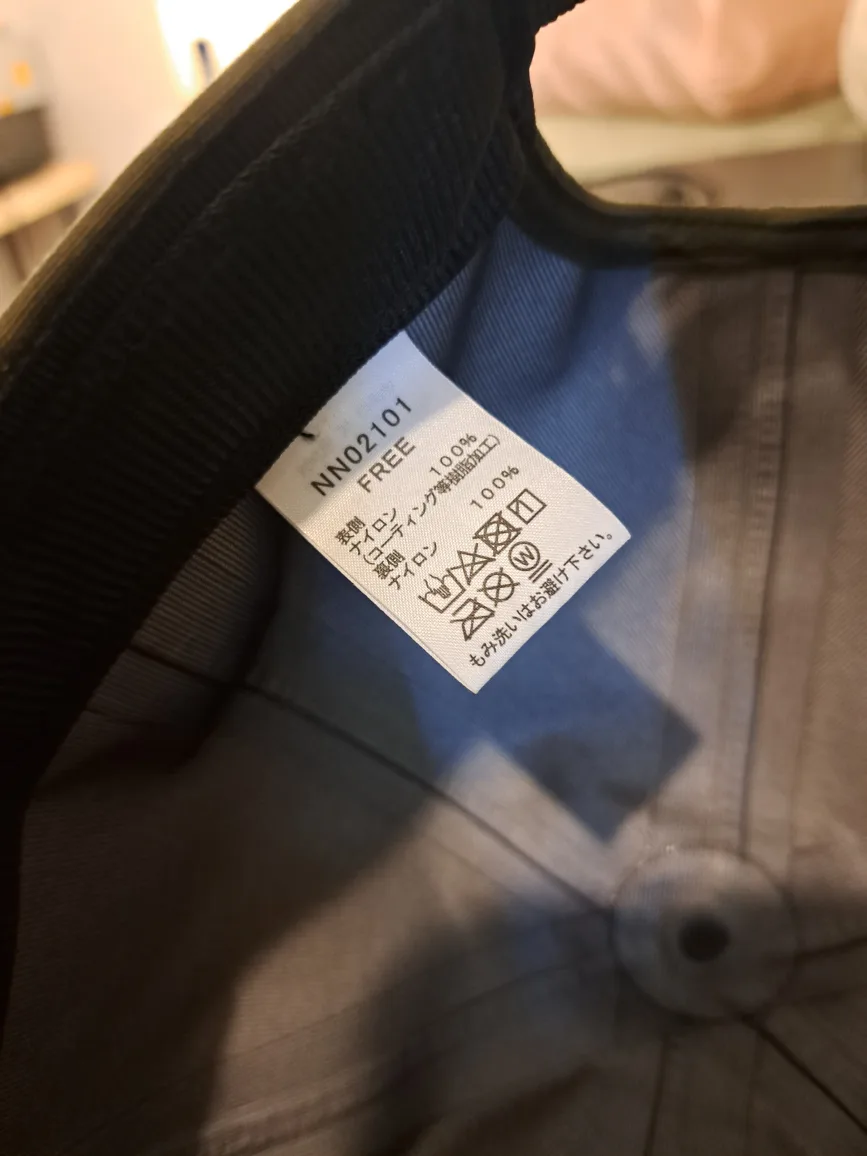 NN02101
FREE
表側
ナイロン 100%
(コーティング等樹脂加工)
裏側
ナイロン 100%
W
もみ洗いはお避け下さい。